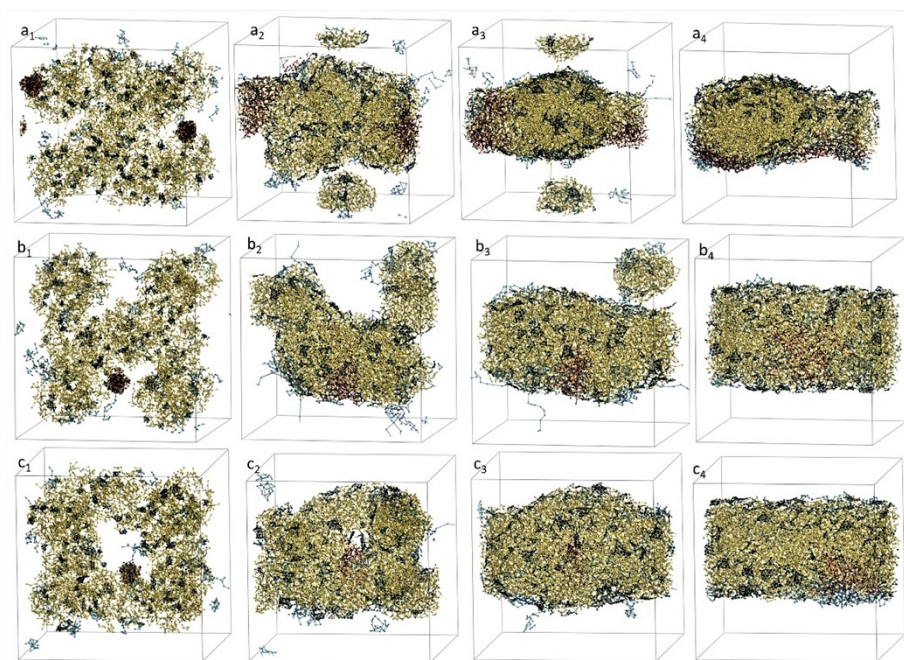 a₁ a₂ a₃ a₄
b₁ b₂ b₃ b₄
c₁ c₂ c₃ c₄